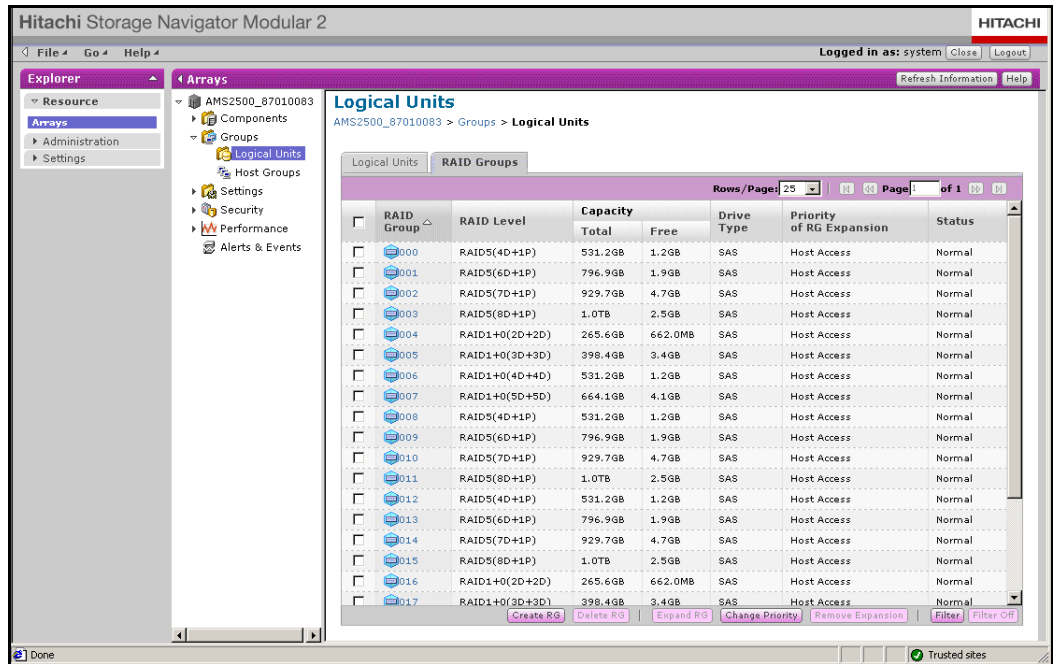 Hitachi Storage Navigator Modular 2
HITACHI
File Go Help
Logged in as: system Close Logout
Explorer
Resource
Arrays
Administration
Settings
Arrays
Refresh Information Help
AMS2500_87010083
Components
Groups
Logical Units
Host Groups
Settings
Security
Performance
Alerts & Events
Logical Units
AMS2500_87010083 > Groups > Logical Units
Logical Units RAID Groups
Rows/Page: 25 Page 1 of 1
RAID Group RAID Level Capacity Total Free Drive Type Priority of RG Expansion Status
000 RAID5(4D+1P) 531.2GB 1.2GB SAS Host Access Normal
001 RAID5(6D+1P) 796.9GB 1.9GB SAS Host Access Normal
002 RAID5(7D+1P) 929.7GB 4.7GB SAS Host Access Normal
003 RAID5(8D+1P) 1.0TB 2.5GB SAS Host Access Normal
004 RAID1+0(2D+2D) 265.6GB 662.0MB SAS Host Access Normal
005 RAID1+0(3D+3D) 398.4GB 3.4GB SAS Host Access Normal
006 RAID1+0(4D+4D) 531.2GB 1.2GB SAS Host Access Normal
007 RAID1+0(5D+5D) 664.1GB 4.1GB SAS Host Access Normal
008 RAID5(4D+1P) 531.2GB 1.2GB SAS Host Access Normal
009 RAID5(6D+1P) 796.9GB 1.9GB SAS Host Access Normal
010 RAID5(7D+1P) 929.7GB 4.7GB SAS Host Access Normal
011 RAID5(8D+1P) 1.0TB 2.5GB SAS Host Access Normal
012 RAID5(4D+1P) 531.2GB 1.2GB SAS Host Access Normal
013 RAID5(6D+1P) 796.9GB 1.9GB SAS Host Access Normal
014 RAID5(7D+1P) 929.7GB 4.7GB SAS Host Access Normal
015 RAID5(8D+1P) 1.0TB 2.5GB SAS Host Access Normal
016 RAID1+0(2D+2D) 265.6GB 662.0MB SAS Host Access Normal
017 RAID1+0(3D+3D) 398.4GB 3.4GB SAS Host Access Normal
Create RG Delete RG | Expand RG Change Priority Remove Expansion | Filter Filter Off
Done
Trusted sites